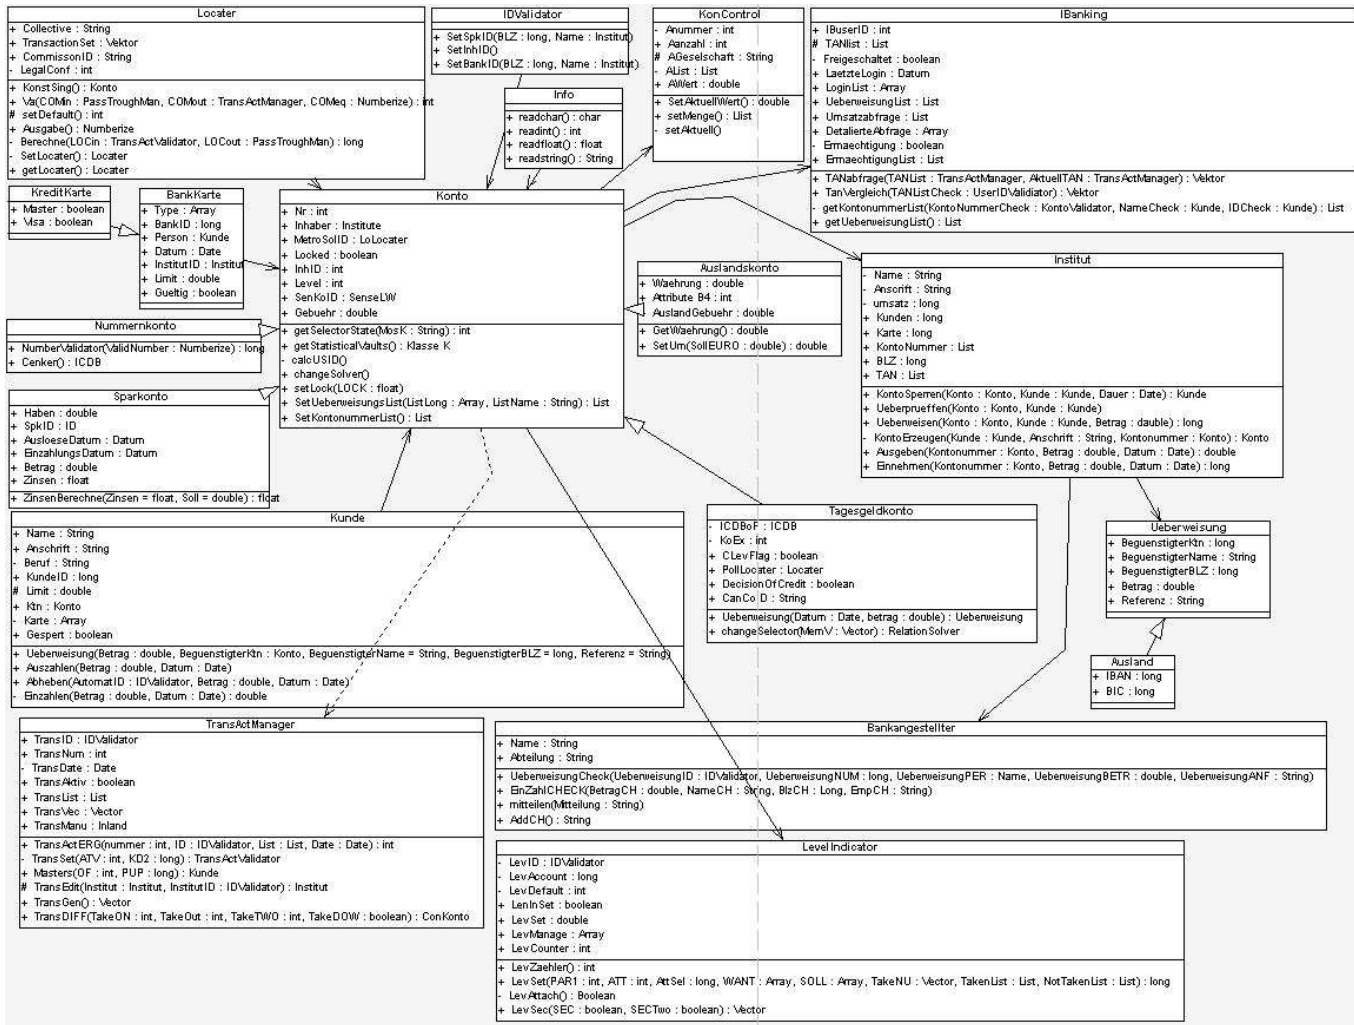 Locater
+ Collective : String
+ TransactionSet : Vektor
+ CommissonID : String
- LegalConf : int
+ KonstSing() : Konto
+ Va(COMin : PassTroughMan, COMout : TransActManager, COMeq : Numberize) : int
# setDefault() : int
+ Ausgabe() : Numberize
- Berechne(LOCin : TransActValidator, LOCout : PassTroughMan) : long
- SetLocater() : Locater
+ getLocater() : Locater
IDValidator
+ SetSpkID(BLZ : long, Name : Institut)
+ SetInhID()
+ SetBankID(BLZ : long, Name : Institut)
Info
+ readchar() : char
+ readint() : int
+ readfloat() : float
+ readstring() : String
KonControl
- Anummer : int
+ Aanzahl : int
# AGeselschaft : String
- AList : List
+ AWert : double
+ SetAktuellWert() : double
+ setMenge() : Llist
- setAktuell()
IBanking
+ IBuserID : int
# TANlist : List
- Freigeschaltet : boolean
+ LaetzteLogin : Datum
+ LoginList : Array
+ UeberweisungList : List
+ Umsatzabfrage : List
+ DetalierteAbfrage : Array
- Ermaechtigung : boolean
+ ErmaechtigungList : List
+ TANabfrage(TANList : TransActManager, AktuellTAN : TransActManager) : Vektor
+ TanVergleich(TANListCheck : UserIDValidiator) : Vektor
- getKontonummerList(KontoNummerCheck : KontoValidator, NameCheck : Kunde, IDCheck : Kunde) : List
+ getUeberweisungList() : List
KreditKarte
+ Master : boolean
+ Visa : boolean
BankKarte
+ Type : Array
+ BankID : long
+ Person : Kunde
+ Datum : Date
+ InstitutID : Institut
+ Limit : double
+ Gueltig : boolean
Konto
+ Nr : int
+ Inhaber : Institute
+ MetroSolID : LoLocater
+ Locked : boolean
+ InhID : int
+ Level : int
+ SenKoID : SenseLW
+ Gebuehr : double
+ getSelectorState(MosK : String) : int
+ getStatisticalVaults() : Klasse K
- calcUSID()
+ changeSolver()
+ setLock(LOCK : float)
+ SetUeberweisungsList(ListLong : Array, ListName : String) : List
+ SetKontonummerList() : List
Auslandskonto
+ Waehrung : double
+ Attribute B4 : int
+ AuslandGebuehr : double
+ GetWaehrung() : double
+ SetUm(SollEURO : double) : double
Institut
- Name : String
- Anschrift : String
- umsatz : long
+ Kunden : long
+ Karte : long
+ KontoNummer : List
+ BLZ : long
+ TAN : List
+ KontoSperren(Konto : Konto, Kunde : Kunde, Dauer : Date) : Kunde
+ Ueberprueffen(Konto : Konto, Kunde : Kunde)
+ Ueberweisen(Konto : Konto, Kunde : Kunde, Betrag : dauble) : long
- KontoErzeugen(Kunde : Kunde, Anschrift : String, Kontonummer : Konto) : Konto
+ Ausgeben(Kontonummer : Konto, Betrag : double, Datum : Date) : double
+ Einnehmen(Kontonummer : Konto, Betrag : double, Datum : Date) : long
Nummernkonto
+ NumberValidator(ValidNumber : Numberize) : long
+ Cenker() : ICDB
Sparkonto
+ Haben : double
+ SpkID : ID
+ AusloeseDatum : Datum
+ EinzahlungsDatum : Datum
+ Betrag : double
+ Zinsen : float
+ ZinsenBerechne(Zinsen = float, Soll = double) : float
Kunde
+ Name : String
+ Anschrift : String
- Beruf : String
+ KundeID : long
# Limit : double
+ Ktn : Konto
- Karte : Array
+ Gespert : boolean
+ Ueberweisung(Betrag : double, BeguenstigterKtn : Konto, BeguenstigterName = String, BeguenstigterBLZ = long, Referenz = String)
+ Auszahlen(Betrag : double, Datum : Date)
+ Abheben(AutomatID : IDValidator, Betrag : double, Datum : Date)
- Einzahlen(Betrag : double, Datum : Date) : double
Tagesgeldkonto
- ICDBoF : ICDB
- KoEx : int
+ CLevFlag : boolean
+ PollLocater : Locater
+ DecisionOfCredit : boolean
+ CanCoID : String
+ Ueberweisung(Datum : Date, betrag : double) : Ueberweisung
+ changeSelector(MemV : Vector) : RelationSolver
Ueberweisung
+ BeguenstigterKtn : long
+ BeguenstigterName : String
+ BeguenstigterBLZ : long
+ Betrag : double
+ Referenz : String
Ausland
+ IBAN : long
+ BIC : long
TransActManager
+ TransID : IDValidator
+ TransNum : int
- TransDate : Date
+ TransAktiv : boolean
+ TransList : List
+ TransVec : Vector
+ TransManu : Inland
+ TransActERG(nummer : int, ID : IDValidator, List : List, Date : Date) : int
- TransSet(ATV : int, KD2 : long) : TransActValidator
+ Masters(OF : int, PUP : long) : Kunde
# TransEdit(Institut : Institut, InstitutID : IDValidator) : Institut
+ TransGen() : Vector
+ TransDIFF(TakeON : int, TakeOut : int, TakeTWO : int, TakeDOW : boolean) : ConKonto
Bankangestellter
+ Name : String
+ Abteilung : String
+ UeberweisungCheck(UeberweisungID : IDValidator, UeberweisungNUM : long, UeberweisungPER : Name, UeberweisungBETR : double, UeberweisungANF : String)
+ EinZahlCHECK(BetragCH : double, NameCH : String, BlzCH : Long, EmpCH : String)
+ mitteilen(Mitteilung : String)
+ AddCH() : String
LevelIndicator
- LevID : IDValidator
- LevAccount : long
- LevDefault : int
+ LenInSet : boolean
+ LevSet : double
+ LevManage : Array
+ LevCounter : int
+ LevZaehler() : int
+ LevSet(PAR1 : int, ATT : int, AttSel : long, WANT : Array, SOLL : Array, TakeNU : Vector, TakenList : List, NotTakenList : List) : long
- LevAttach() : Boolean
+ LevSec(SEC : boolean, SECTwo : boolean) : Vector